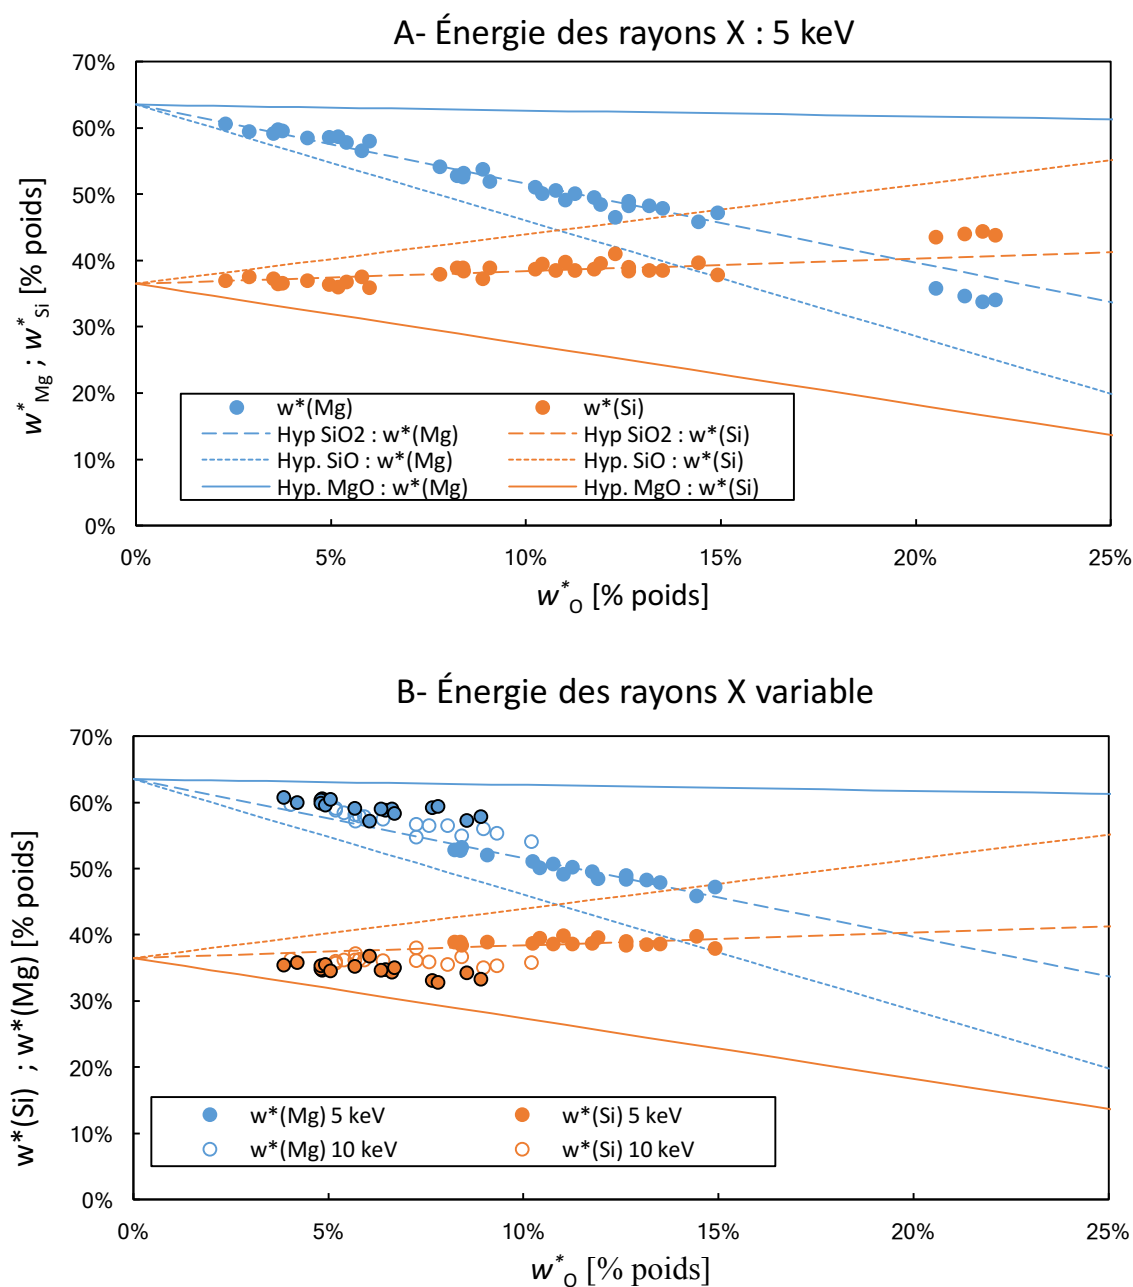 A- Énergie des rayons X : 5 keV
70%
60%
50%
40%
30%
20%
10%
0%
w*Mg ; w*Si [% poids]
w*(Mg) w*(Si)
Hyp SiO2 : w*(Mg) Hyp SiO2 : w*(Si)
Hyp. SiO : w*(Mg) Hyp. SiO : w*(Si)
Hyp. MgO : w*(Mg) Hyp. MgO : w*(Si)
0% 5% 10% 15% 20% 25%
w*O [% poids]
B- Énergie des rayons X variable
70%
60%
50%
40%
30%
20%
10%
0%
w*(Si) ; w*(Mg) [% poids]
w*(Mg) 5 keV w*(Si) 5 keV
w*(Mg) 10 keV w*(Si) 10 keV
0% 5% 10% 15% 20% 25%
w*O [% poids]